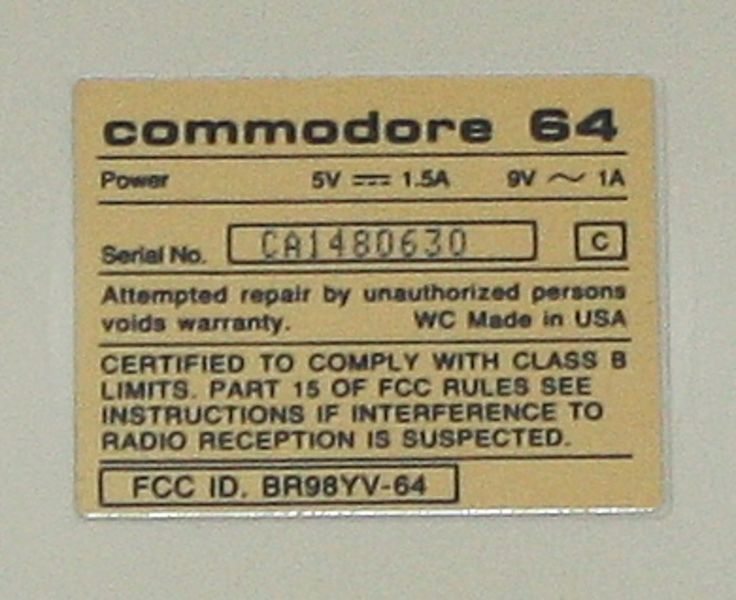 commodore 64
Power 5V ⎓ 1.5A 9V ～ 1A
Serial No. CA1480630 C
Attempted repair by unauthorized persons
voids warranty. WC Made in USA
CERTIFIED TO COMPLY WITH CLASS B
LIMITS. PART 15 OF FCC RULES SEE
INSTRUCTIONS IF INTERFERENCE TO
RADIO RECEPTION IS SUSPECTED.
FCC ID. BR98YV-64